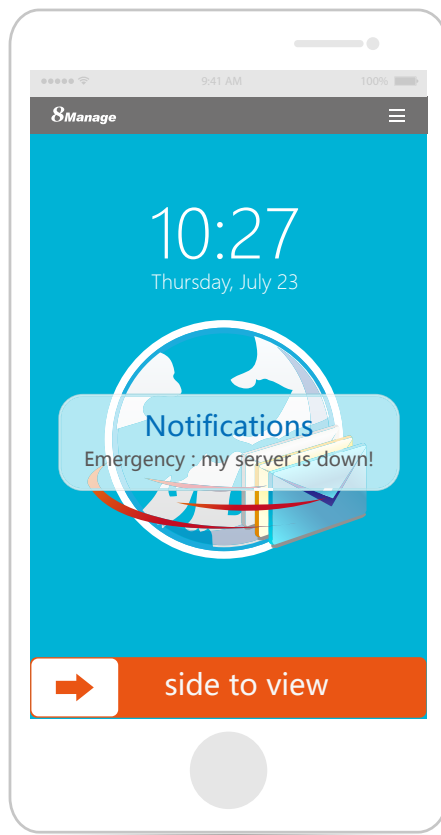 9:41 AM
100%
8Manage
10:27
Thursday, July 23
Notifications
Emergency : my server is down!
side to view